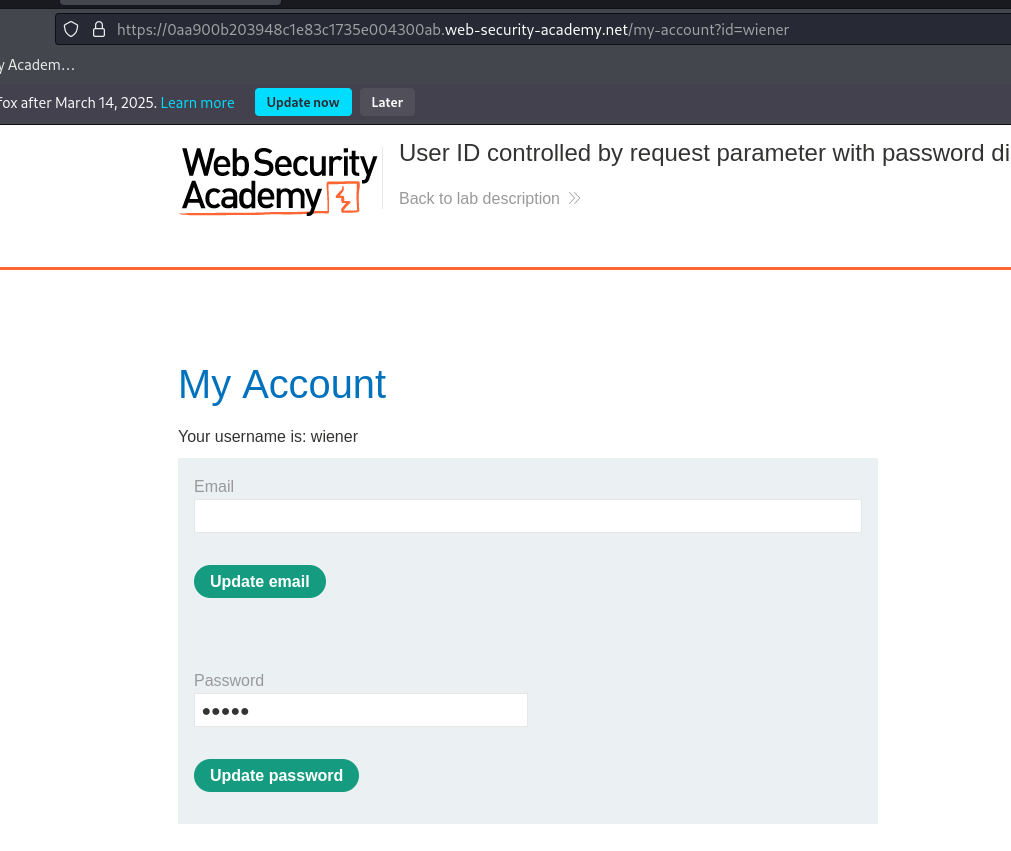 https://0aa900b203948c1e83c1735e004300ab.web-security-academy.net/my-account?id=wiener
y Academ…
fox after March 14, 2025. Learn more Update now Later
Web Security
Academy
User ID controlled by request parameter with password di
Back to lab description
My Account
Your username is: wiener
Email
Update email
Password
Update password